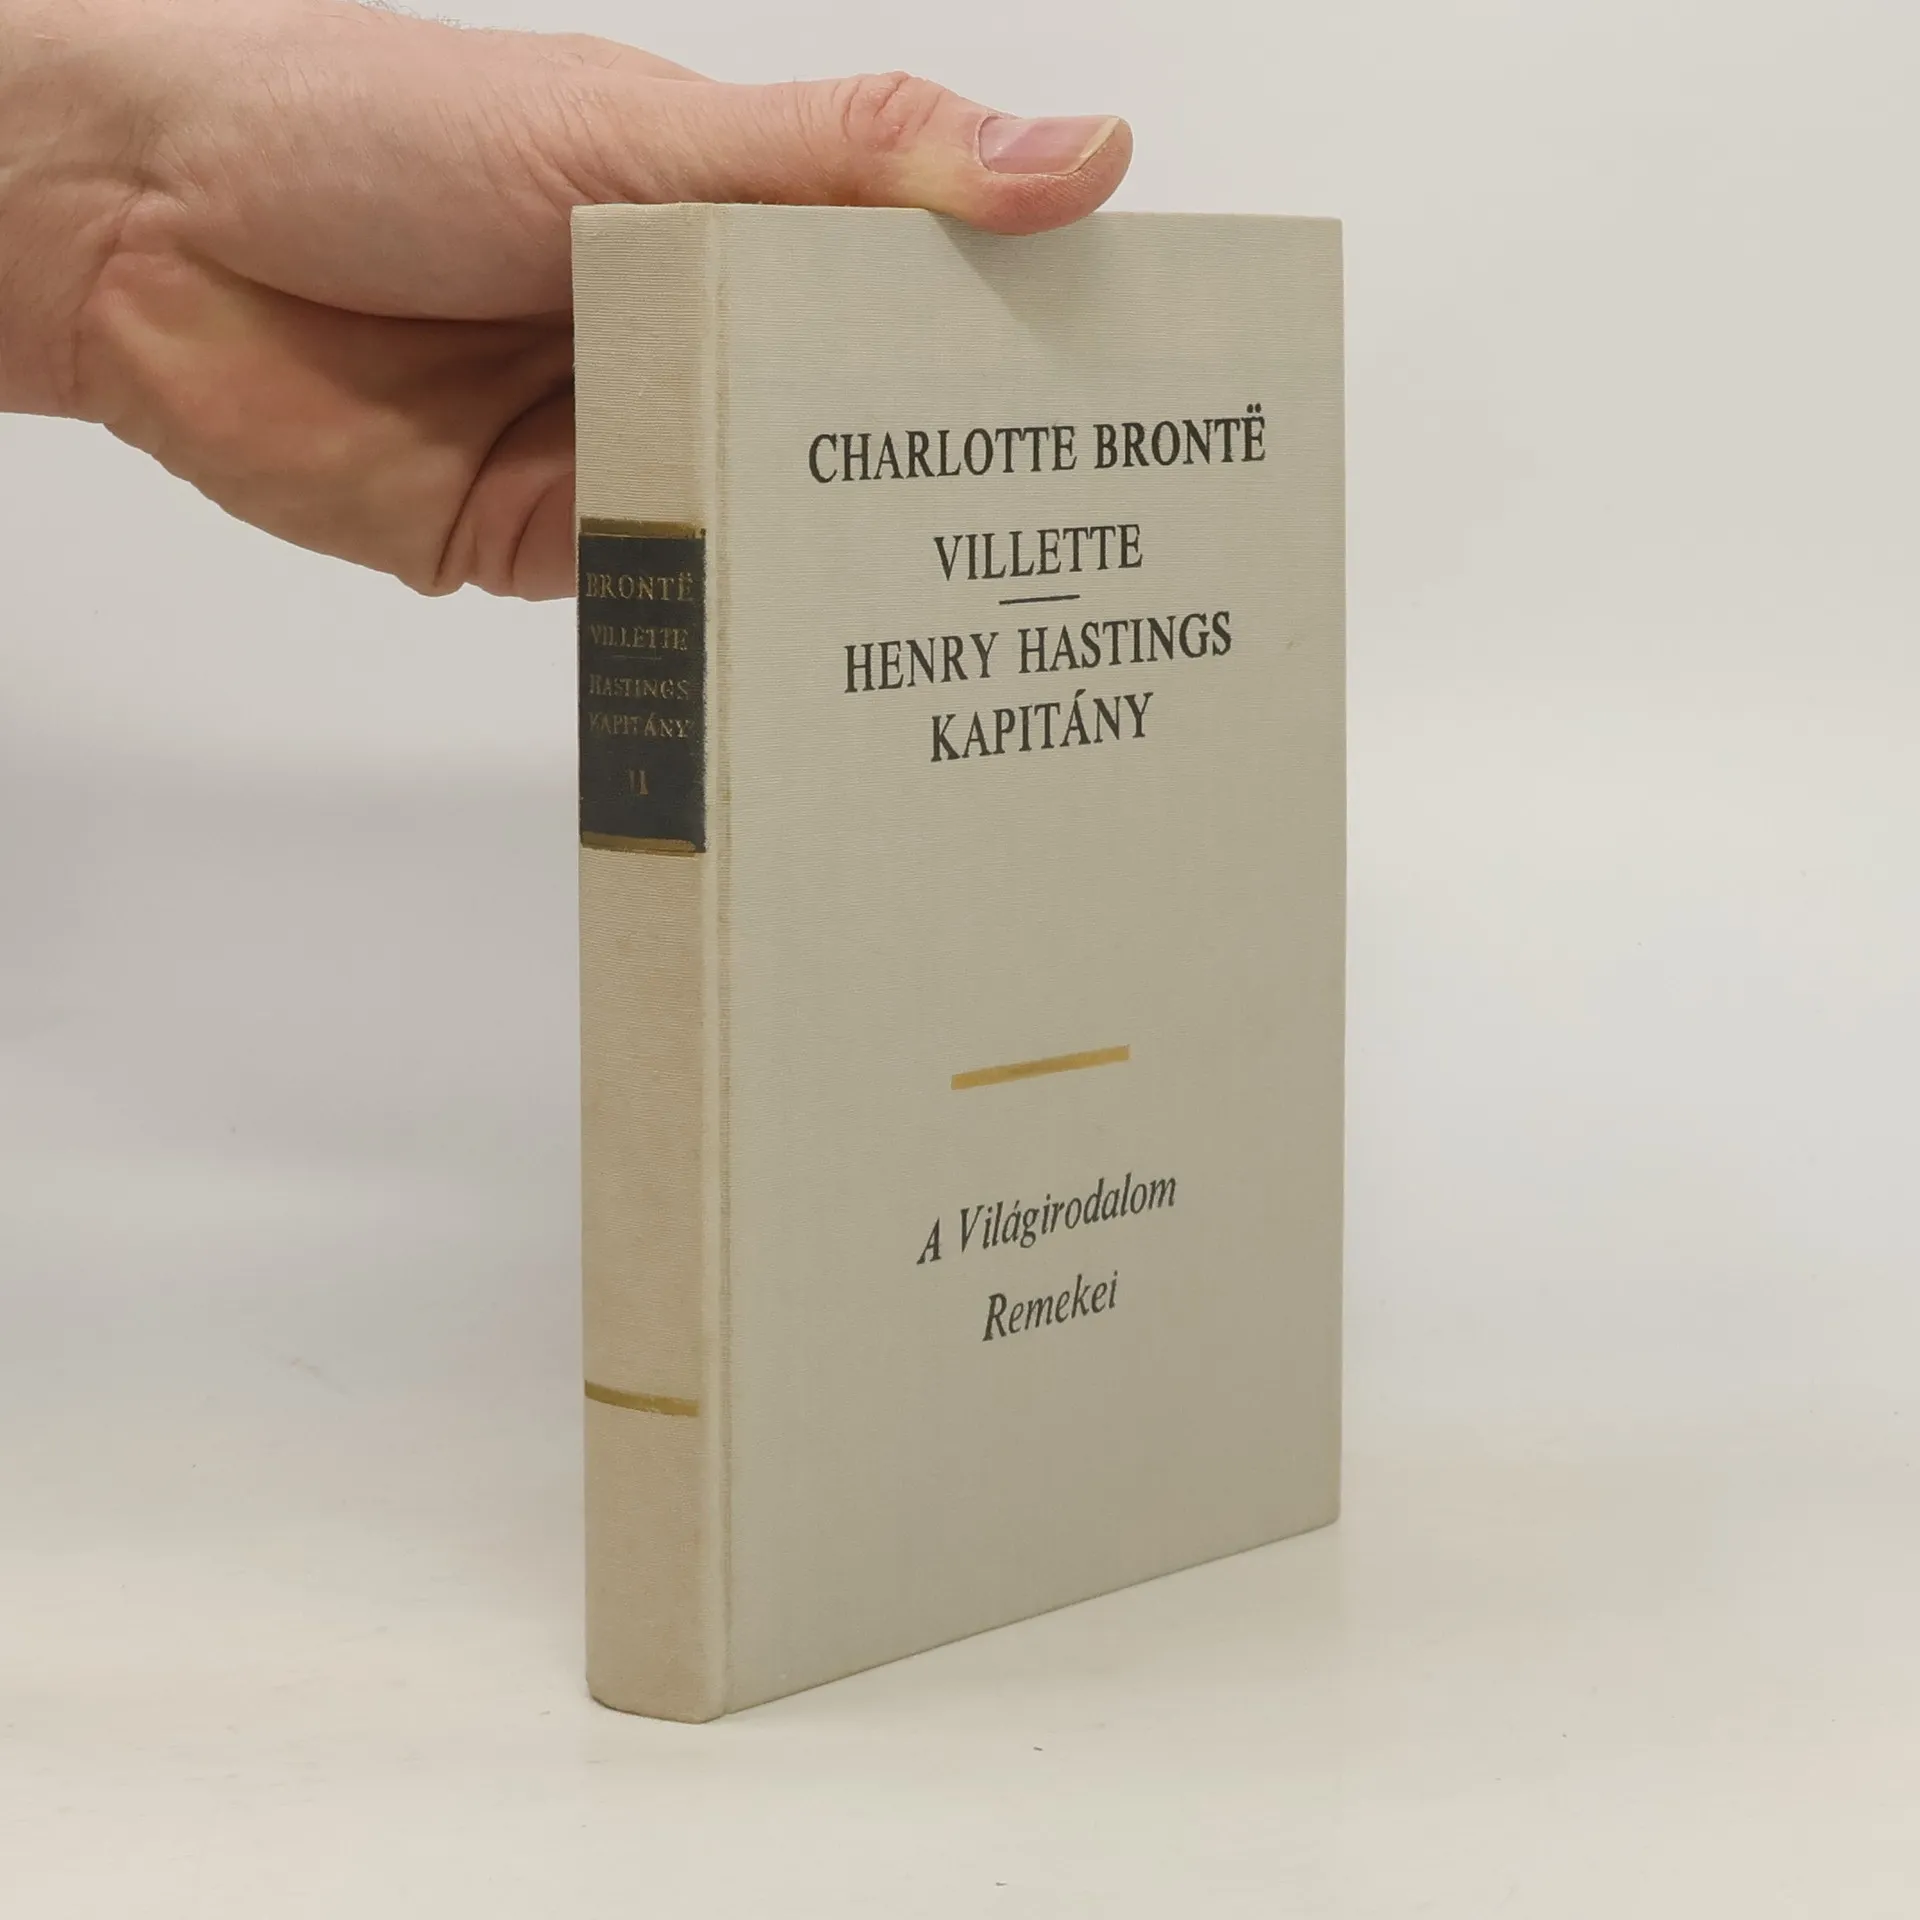 CHARLOTTE BRONTË
VILLETTE
HENRY HASTINGS
KAPITÁNY
A Világirodalom
Remekei
BRONTË
VILLETTE
HASTINGS
KAPITÁNY
II